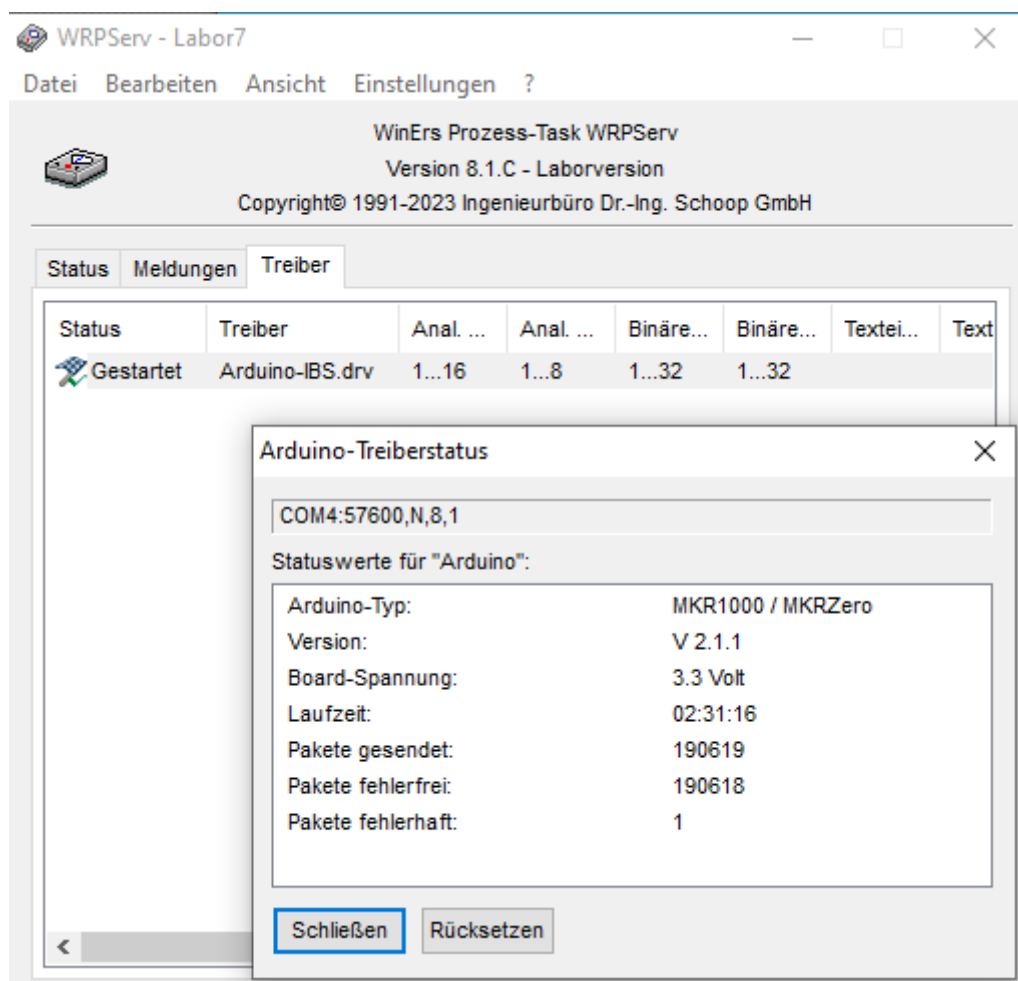 WRPServ - Labor7
Datei Bearbeiten Ansicht Einstellungen ?
WinErs Prozess-Task WRPServ
Version 8.1.C - Laborversion
Copyright© 1991-2023 Ingenieurbüro Dr.-Ing. Schoop GmbH
Status Meldungen Treiber
Status Treiber Anal. ... Anal. ... Binäre... Binäre... Textei... Text
Gestartet Arduino-IBS.drv 1...16 1...8 1...32 1...32
Arduino-Treiberstatus
COM4:57600,N,8,1
Statuswerte für "Arduino":
Arduino-Typ: MKR1000 / MKRZero
Version: V 2.1.1
Board-Spannung: 3.3 Volt
Laufzeit: 02:31:16
Pakete gesendet: 190619
Pakete fehlerfrei: 190618
Pakete fehlerhaft: 1
Schließen Rücksetzen